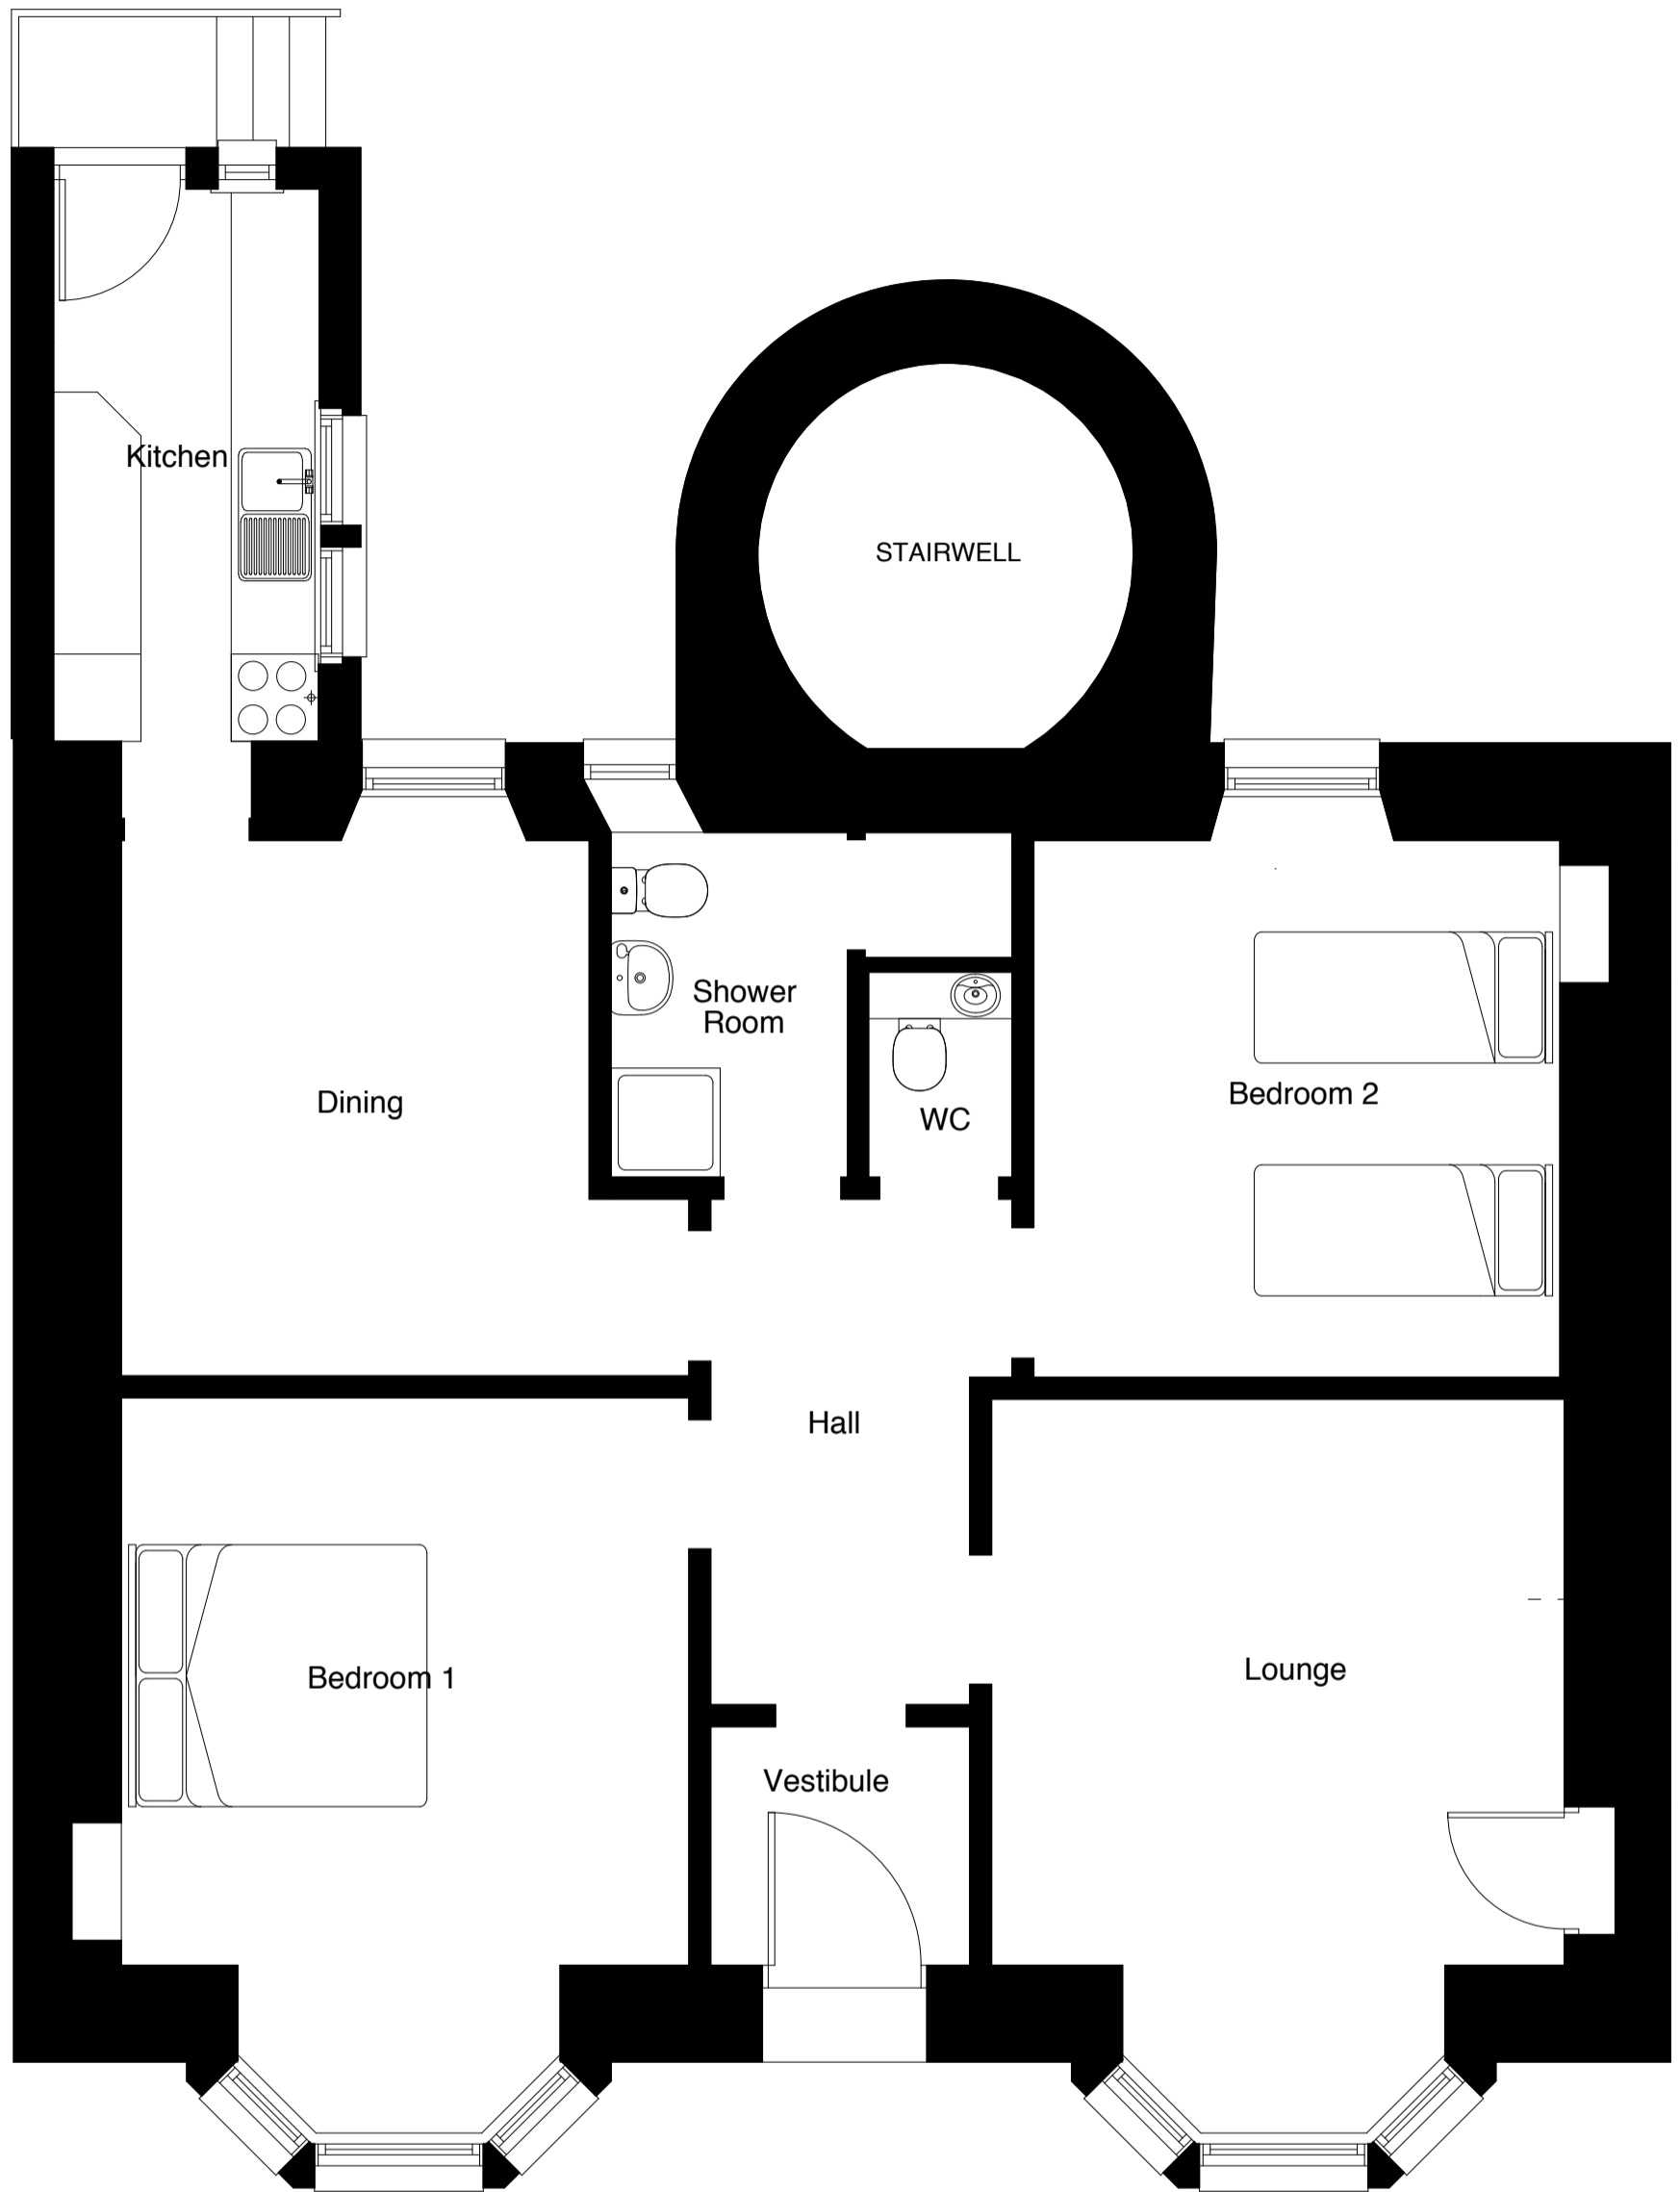 Kitchen
STAIRWELL
Shower
Room
Dining
WC
Bedroom 2
Hall
Bedroom 1
Lounge
Vestibule